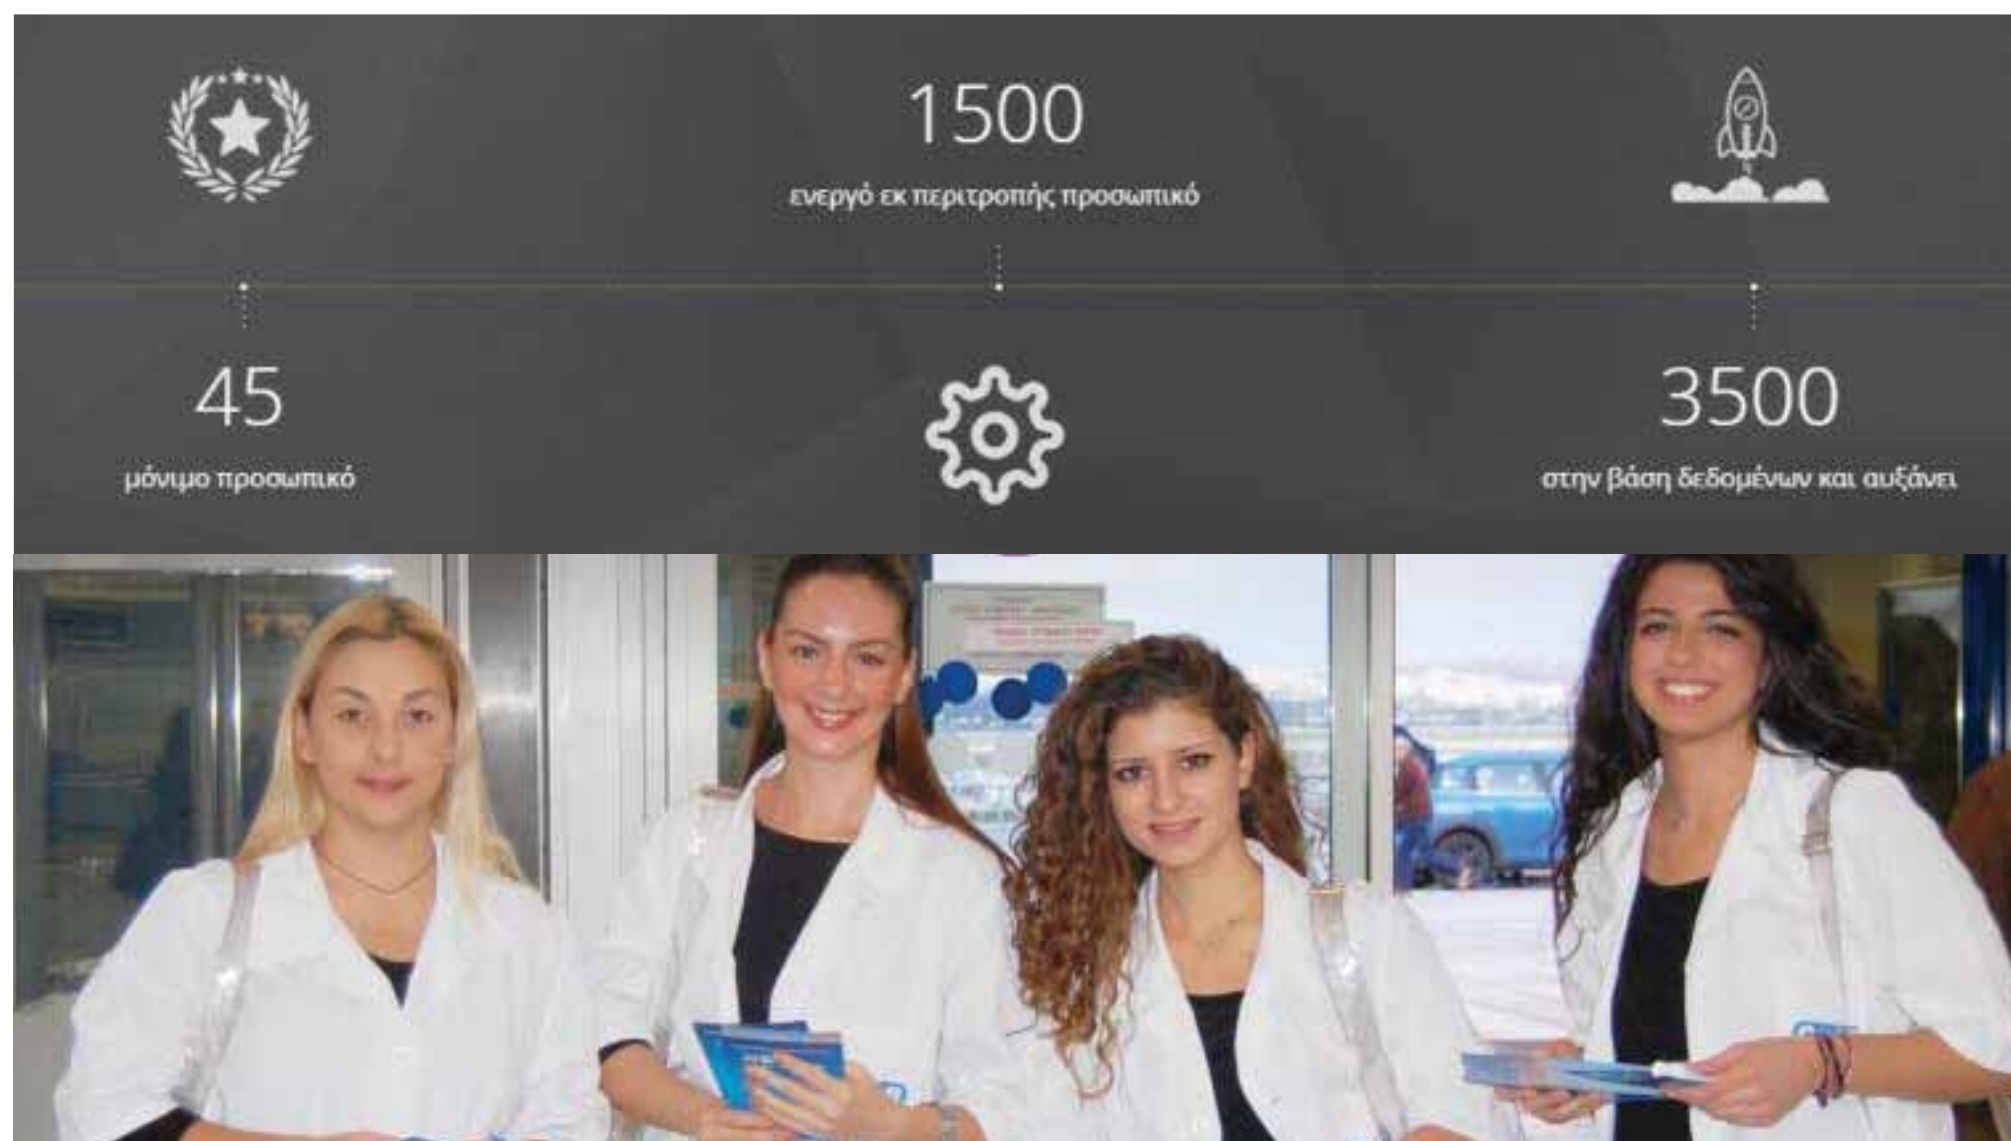 1500
ενεργό εκ περιτροπής προσωπικό
45
μόνιμο προσωπικό
3500
στην βάση δεδομένων και αυξάνει